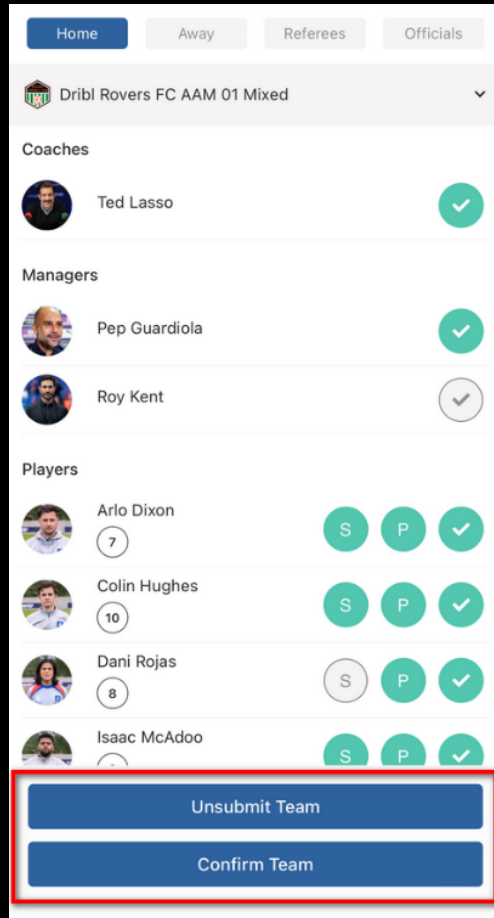 Home Away Referees Officials
Dribl Rovers FC AAM 01 Mixed
Coaches
Ted Lasso
Managers
Pep Guardiola
Roy Kent
Players
Arlo Dixon
7
S P
Colin Hughes
10
S P
Dani Rojas
8
S P
Isaac McAdoo
S P
Unsubmit Team
Confirm Team